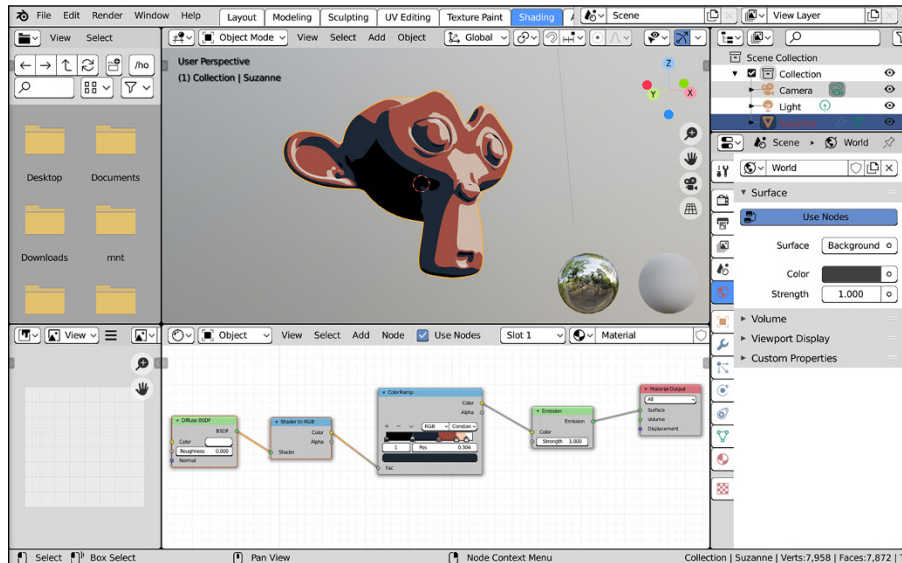 File Edit Render Window Help Layout Modeling Sculpting UV Editing Texture Paint Shading Scene View Layer
View Select Object Mode View Select Add Object Global
/ho
User Perspective
(1) Collection | Suzanne
Z
Y
X
Desktop Documents
Downloads mnt
Scene Collection
Collection
Camera
Light
Suzanne
Scene World
World
Surface
Use Nodes
Surface Background
Color
Strength 1.000
Volume
Viewport Display
Custom Properties
View Object View Select Add Node Use Nodes Slot 1 Material
Diffuse BSDF
BSDF
Color
Roughness 0.000
Normal
Shader to RGB
Color
Alpha
Shader
ColorRamp
Color
Alpha
RGB Constan
1 Pos 0.304
Fac
Emission
Emission
Color
Strength 1.000
Material Output
All
Surface
Volume
Displacement
Select Box Select Pan View Node Context Menu Collection | Suzanne | Verts:7,958 | Faces:7,872 | T